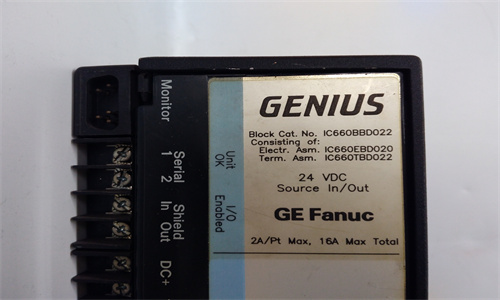 GENIUS
Block Cat. No. IC660BBD022
Consisting of:
Electr. Asm. IC660EBD020
Term. Asm. IC660TBD022
24 VDC
Source In/Out
GE Fanuc
2A/Pt Max, 16A Max Total
Unit
OK
I/O
Enabled
Monitor
Serial
1 2
Shield
In Out
DC+